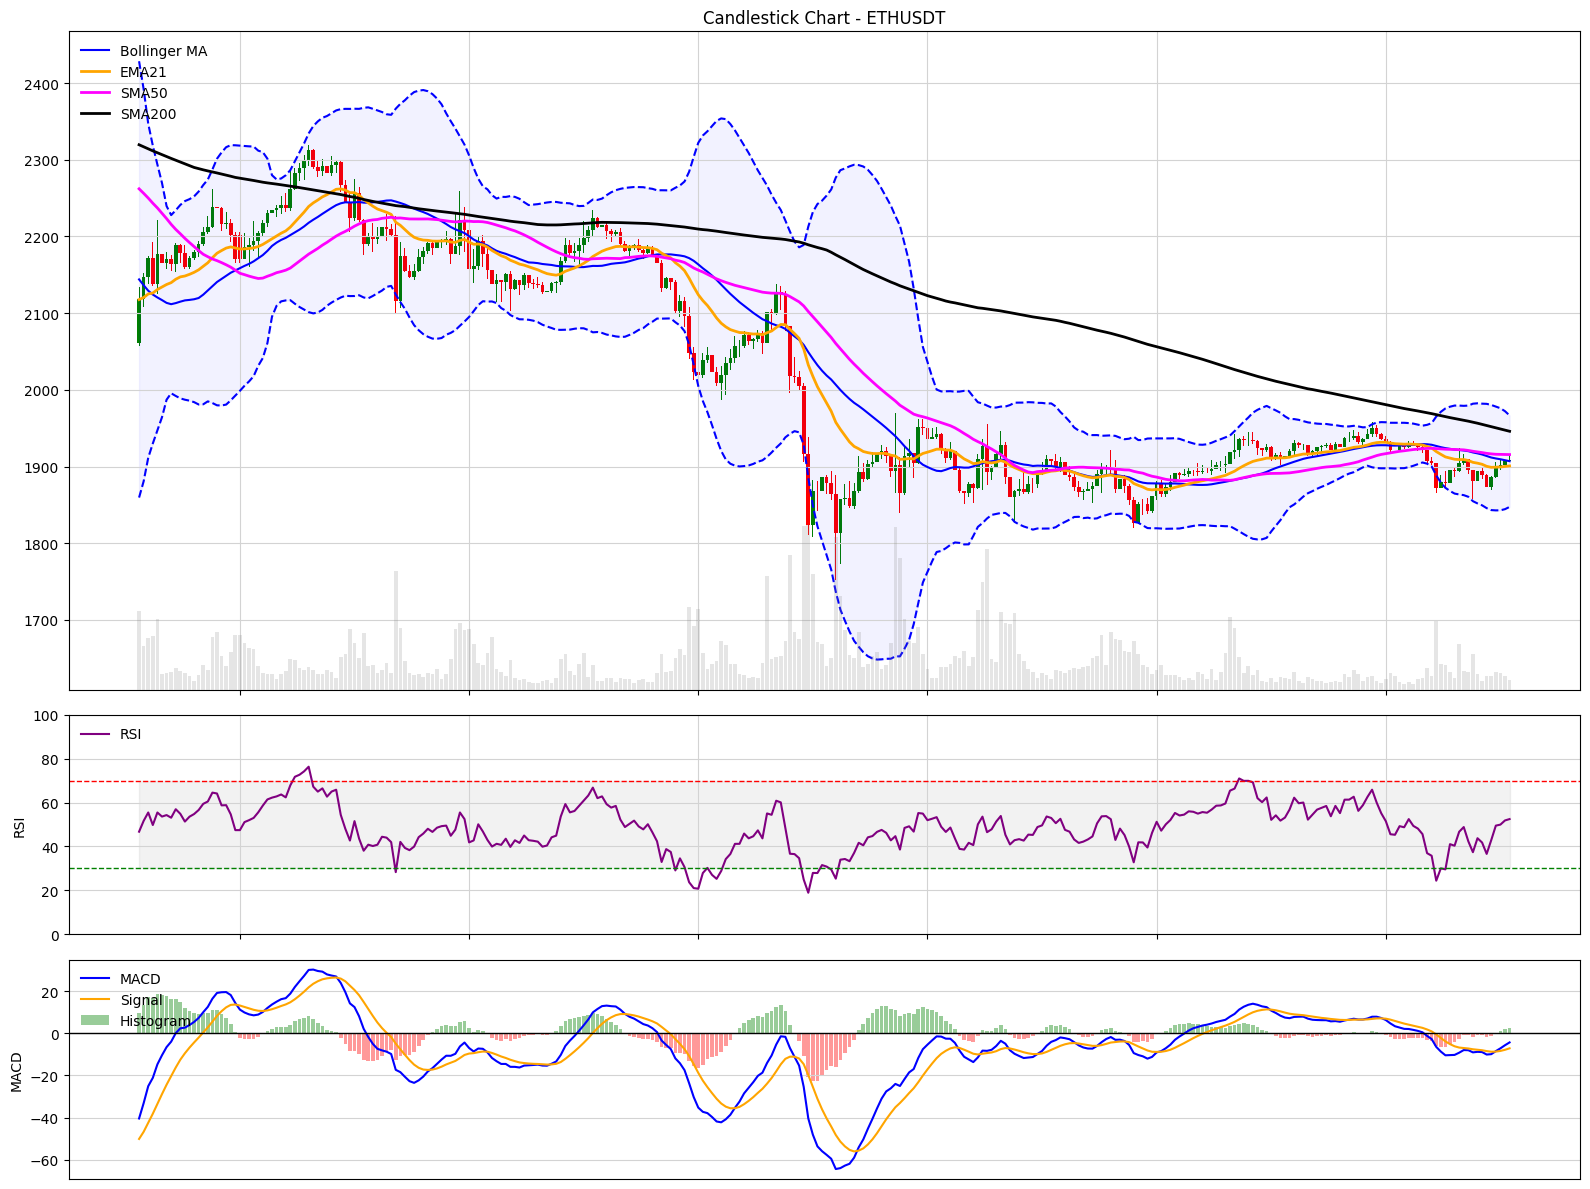 Candlestick Chart - ETHUSDT
Bollinger MA
EMA21
SMA50
SMA200
2400
2300
2200
2100
2000
1900
1800
1700
RSI
100
80
60
40
20
0
RSI
MACD
Signal
Histogram
20
0
−20
−40
−60
MACD